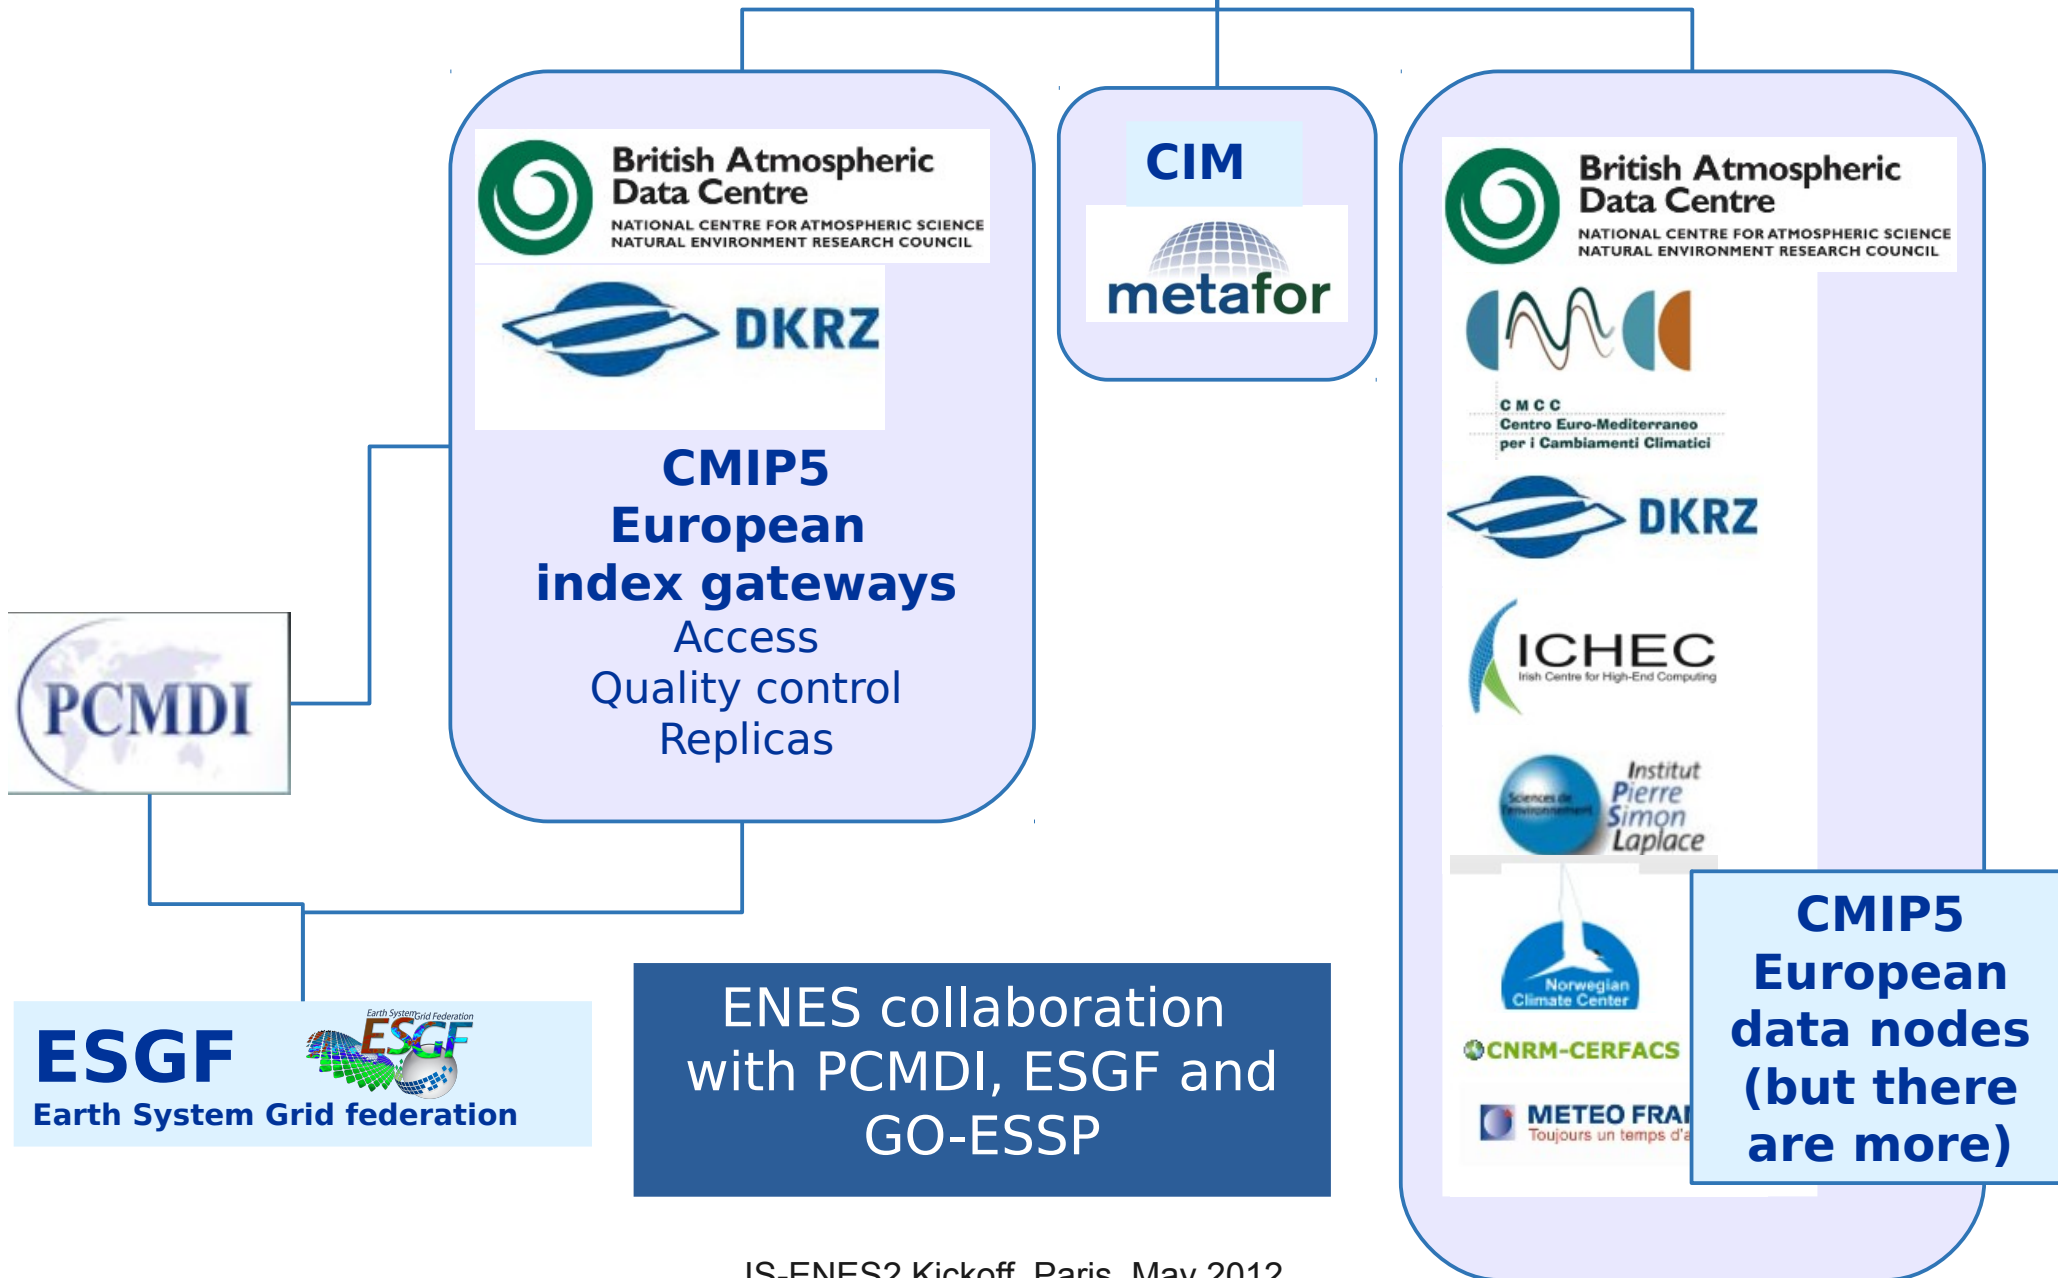 British Atmospheric
Data Centre
NATIONAL CENTRE FOR ATMOSPHERIC SCIENCE
NATURAL ENVIRONMENT RESEARCH COUNCIL
DKRZ
CMIP5
European
index gateways
Access
Quality control
Replicas
CIM
metafor
British Atmospheric
Data Centre
NATIONAL CENTRE FOR ATMOSPHERIC SCIENCE
NATURAL ENVIRONMENT RESEARCH COUNCIL
CMCC
Centro Euro-Mediterraneo
per i Cambiamenti Climatici
DKRZ
ICHEC
Irish Centre for High-End Computing
Institut
Pierre
Simon
Laplace
Sciences de
l'environnement
Norwegian
Climate Center
CNRM-CERFACS
METEO FRA
Toujours un temps d'a
CMIP5
European
data nodes
(but there
are more)
PCMDI
ESGF
Earth System Grid Federation
ESGF
Earth System Grid federation
ENES collaboration
with PCMDI, ESGF and
GO-ESSP
IS-ENES2 Kickoff, Paris, May 2012